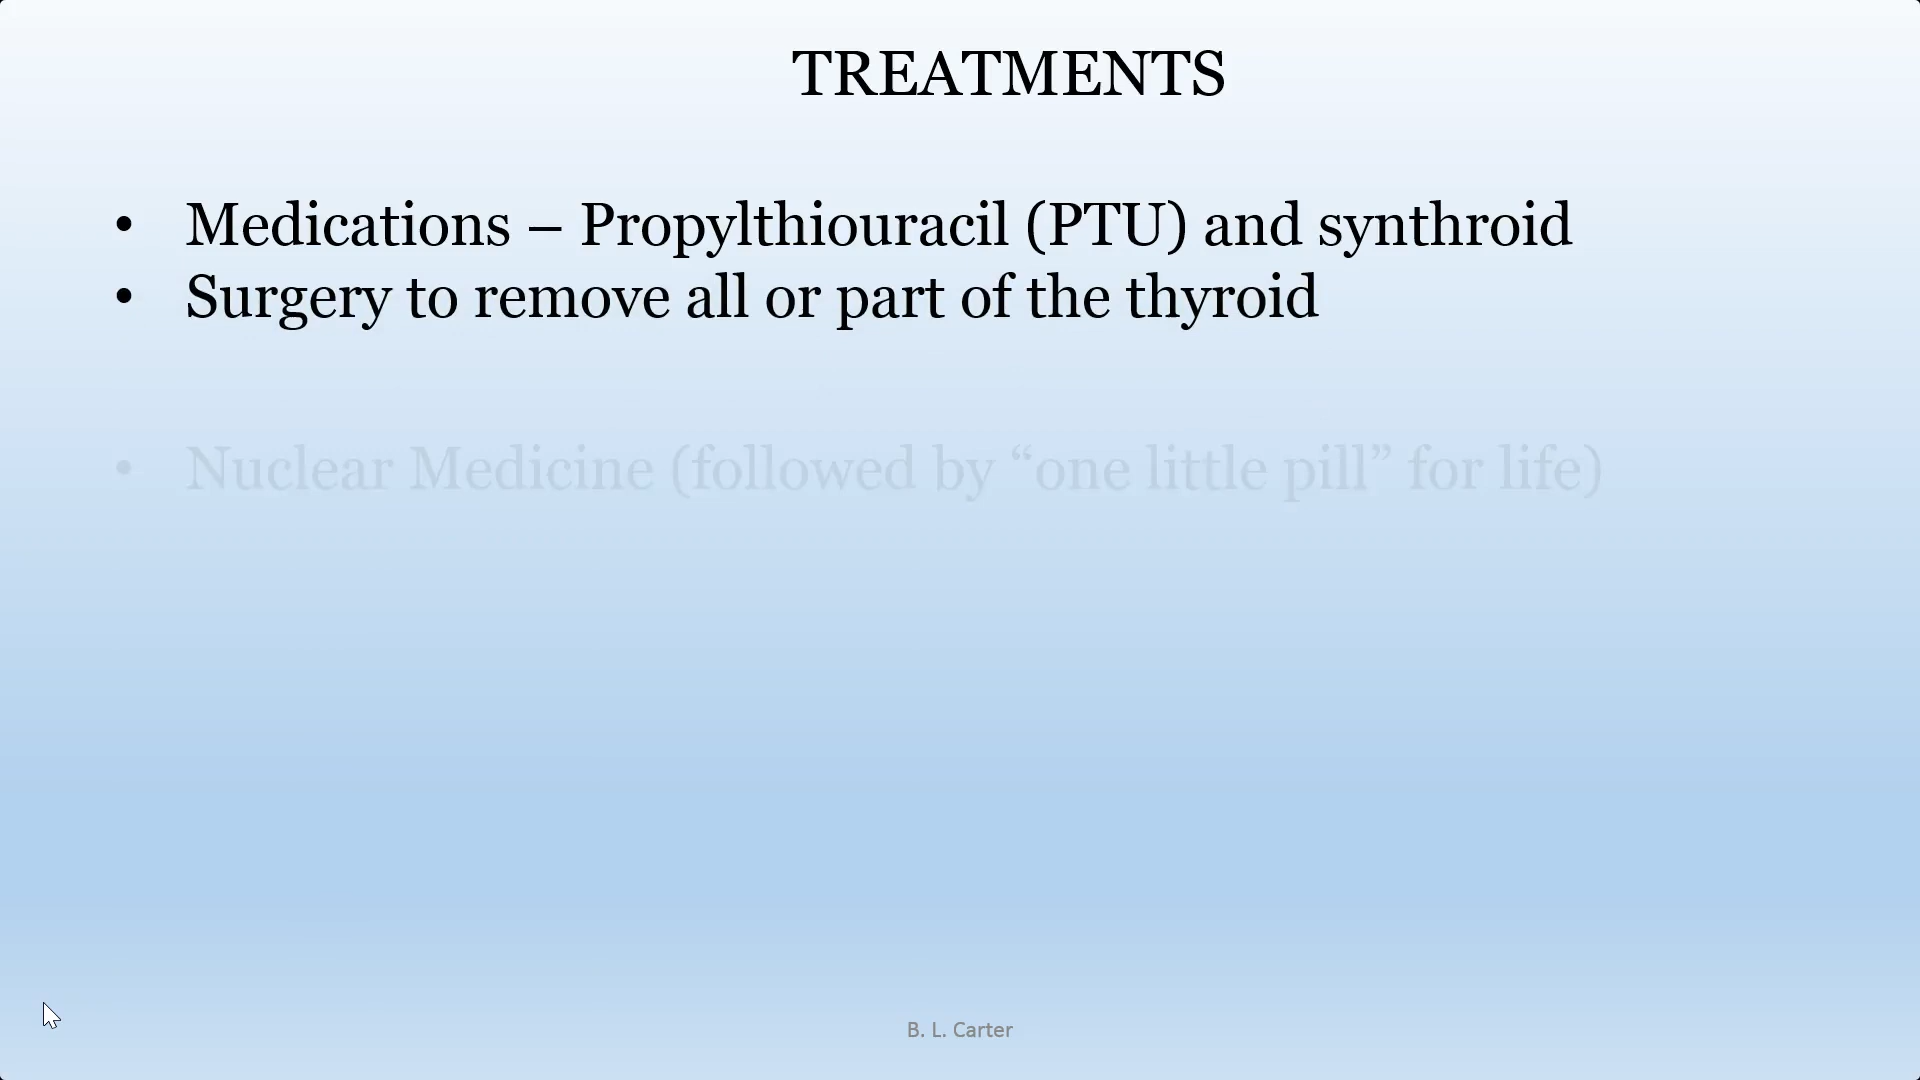 TREATMENTS
• Medications – Propylthiouracil (PTU) and synthroid
• Surgery to remove all or part of the thyroid
• Nuclear Medicine (followed by “one little pill” for life)
B. L. Carter